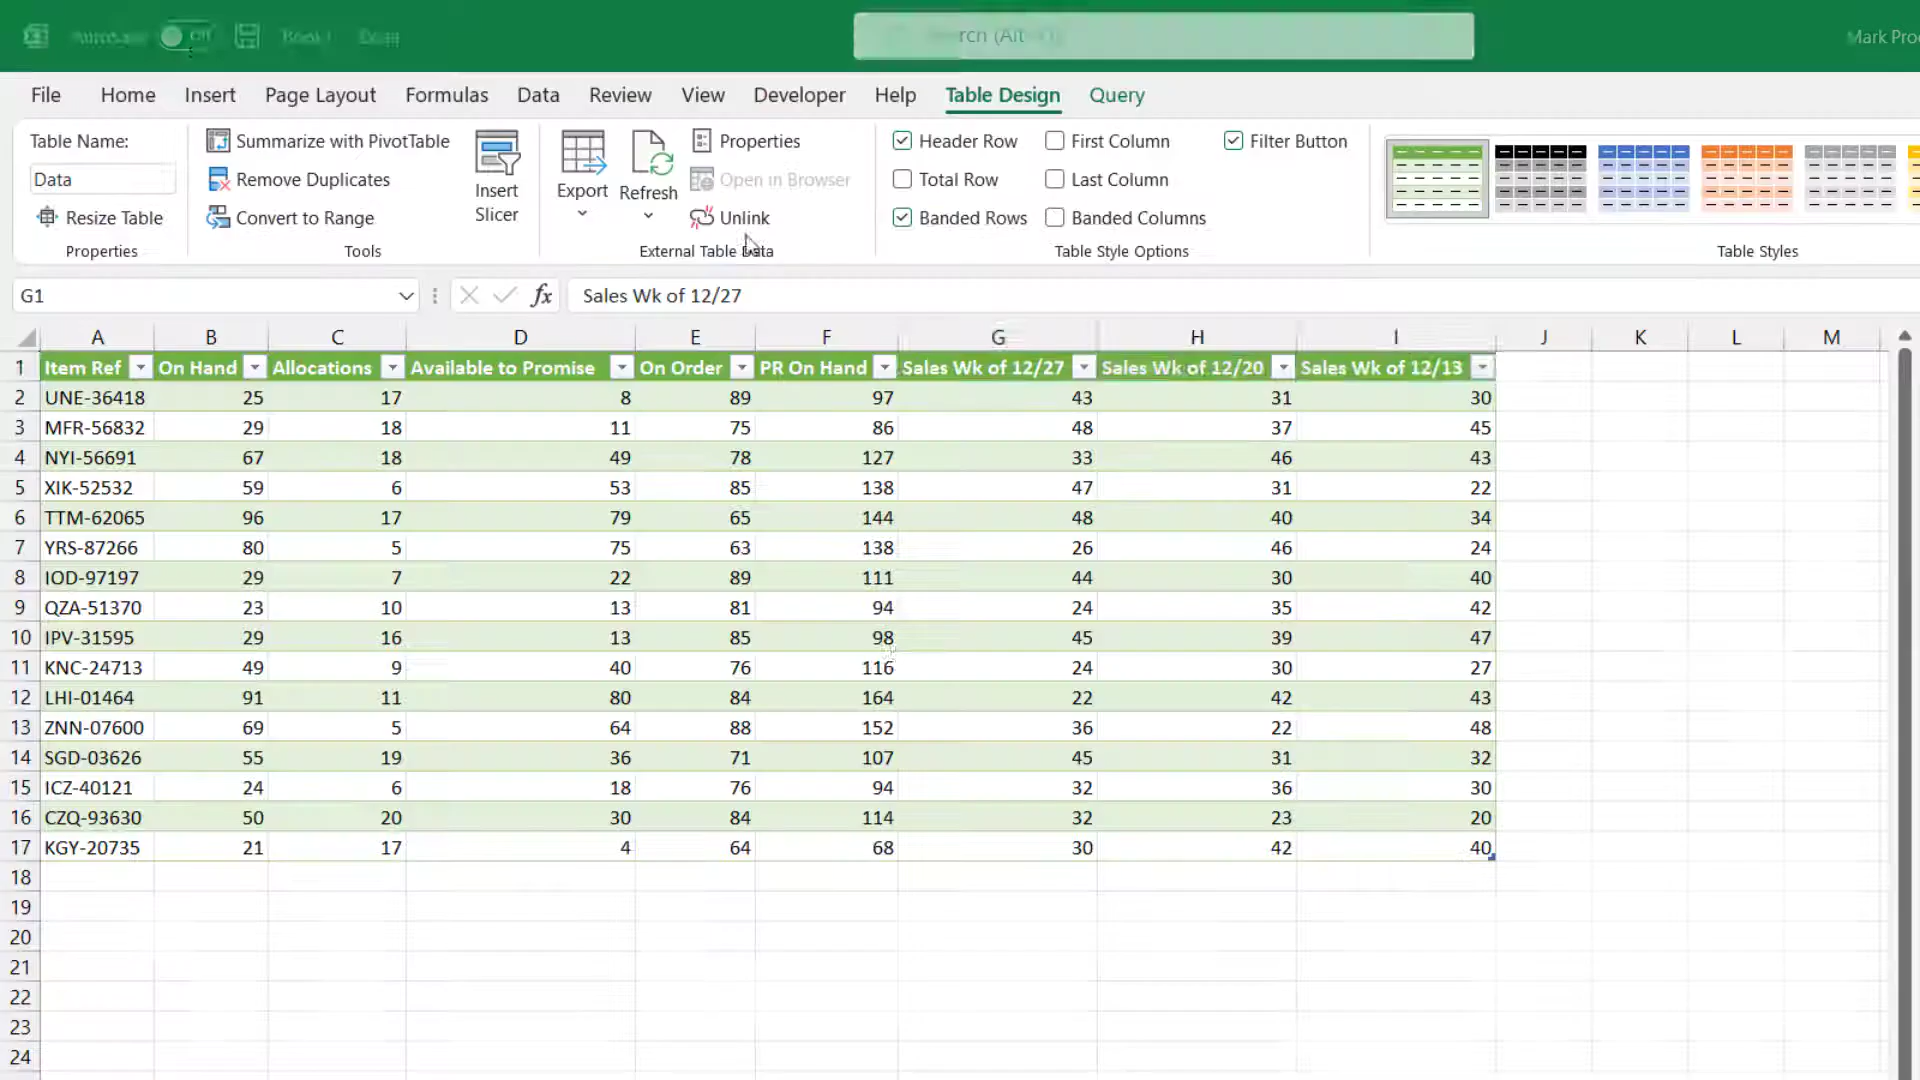 Off
rch (Alt
Mark Pro
File Home Insert Page Layout Formulas Data Review View Developer Help Table Design Query
Table Name:
Data
Resize Table
Properties
Summarize with PivotTable
Remove Duplicates
Convert to Range
Tools
Insert
Slicer
Export
Refresh
Properties
Open in Browser
Unlink
External Table Data
Header Row
Total Row
Banded Rows
First Column
Last Column
Banded Columns
Filter Button
Table Style Options
Table Styles
G1
fx
Sales Wk of 12/27
A B C D E F G H I J K L M
1 Item Ref On Hand Allocations Available to Promise On Order PR On Hand Sales Wk of 12/27 Sales Wk of 12/20 Sales Wk of 12/13
2 UNE-36418 25 17 8 89 97 43 31 30
3 MFR-56832 29 18 11 75 86 48 37 45
4 NYI-56691 67 18 49 78 127 33 46 43
5 XIK-52532 59 6 53 85 138 47 31 22
6 TTM-62065 96 17 79 65 144 48 40 34
7 YRS-87266 80 5 75 63 138 26 46 24
8 IOD-97197 29 7 22 89 111 44 30 40
9 QZA-51370 23 10 13 81 94 24 35 42
10 IPV-31595 29 16 13 85 98 45 39 47
11 KNC-24713 49 9 40 76 116 24 30 27
12 LHI-01464 91 11 80 84 164 22 42 43
13 ZNN-07600 69 5 64 88 152 36 22 48
14 SGD-03626 55 19 36 71 107 45 31 32
15 ICZ-40121 24 6 18 76 94 32 36 30
16 CZQ-93630 50 20 30 84 114 32 23 20
17 KGY-20735 21 17 4 64 68 30 42 40
18
19
20
21
22
23
24